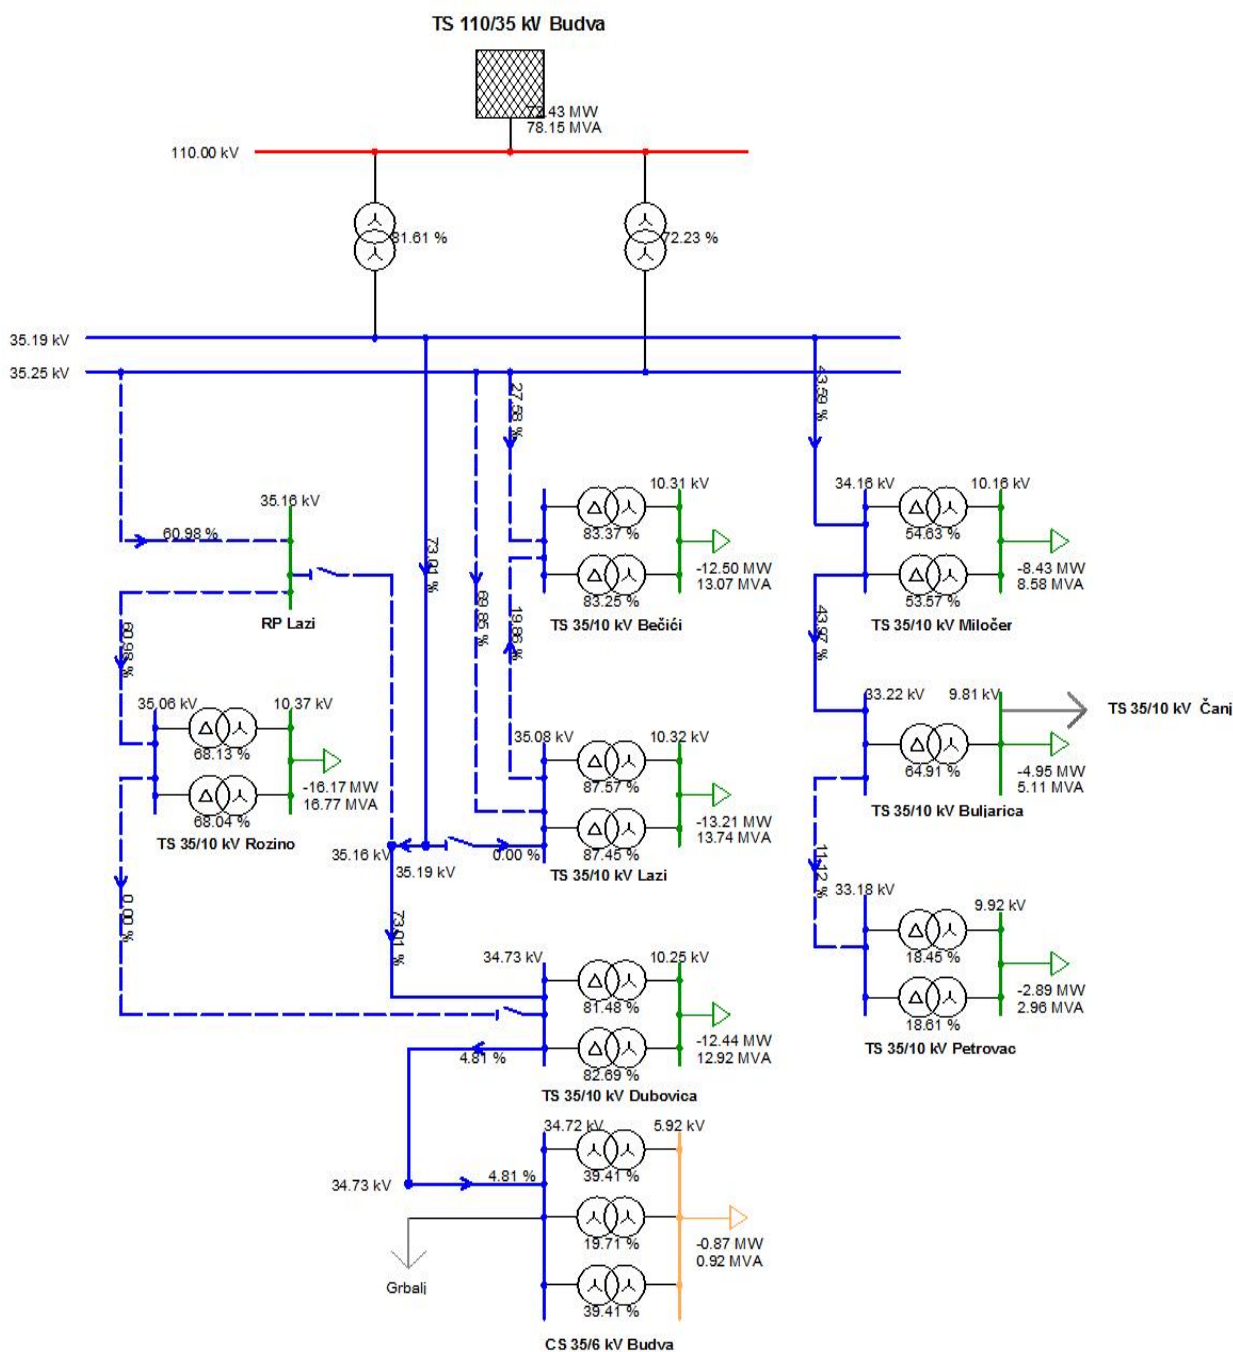 TS 110/35 kV Budva
78.15 MVA
110.00 kV
81.61 %
72.23 %
35.19 kV
35.25 kV
43.59 %
27.58 %
35.16 kV
60.98 %
10.31 kV
83.37 %
-12.50 MW
13.07 MVA
83.25 %
TS 35/10 kV Bečići
34.16 kV
10.16 kV
54.63 %
-8.43 MW
8.58 MVA
53.57 %
TS 35/10 kV Miločer
73.01 %
69.85 %
19.86 %
43.97 %
RP Lazi
60.98 %
35.06 kV
10.37 kV
68.13 %
-16.17 MW
16.77 MVA
68.04 %
TS 35/10 kV Rozino
33.22 kV
9.81 kV
TS 35/10 kV Čanj
64.91 %
-4.95 MW
5.11 MVA
TS 35/10 kV Buljarica
35.08 kV
10.32 kV
87.57 %
-13.21 MW
13.74 MVA
87.45 %
0.00 %
TS 35/10 kV Lazi
35.16 kV
35.19 kV
11.12 %
0.00 %
73.01 %
33.18 kV
9.92 kV
18.45 %
-2.89 MW
2.96 MVA
18.61 %
TS 35/10 kV Petrovac
34.73 kV
10.25 kV
81.48 %
-12.44 MW
12.92 MVA
4.81 %
82.69 %
TS 35/10 kV Dubovica
34.72 kV
5.92 kV
39.41 %
34.73 kV
4.81 %
19.71 %
-0.87 MW
0.92 MVA
Grbalj
39.41 %
CS 35/6 kV Budva